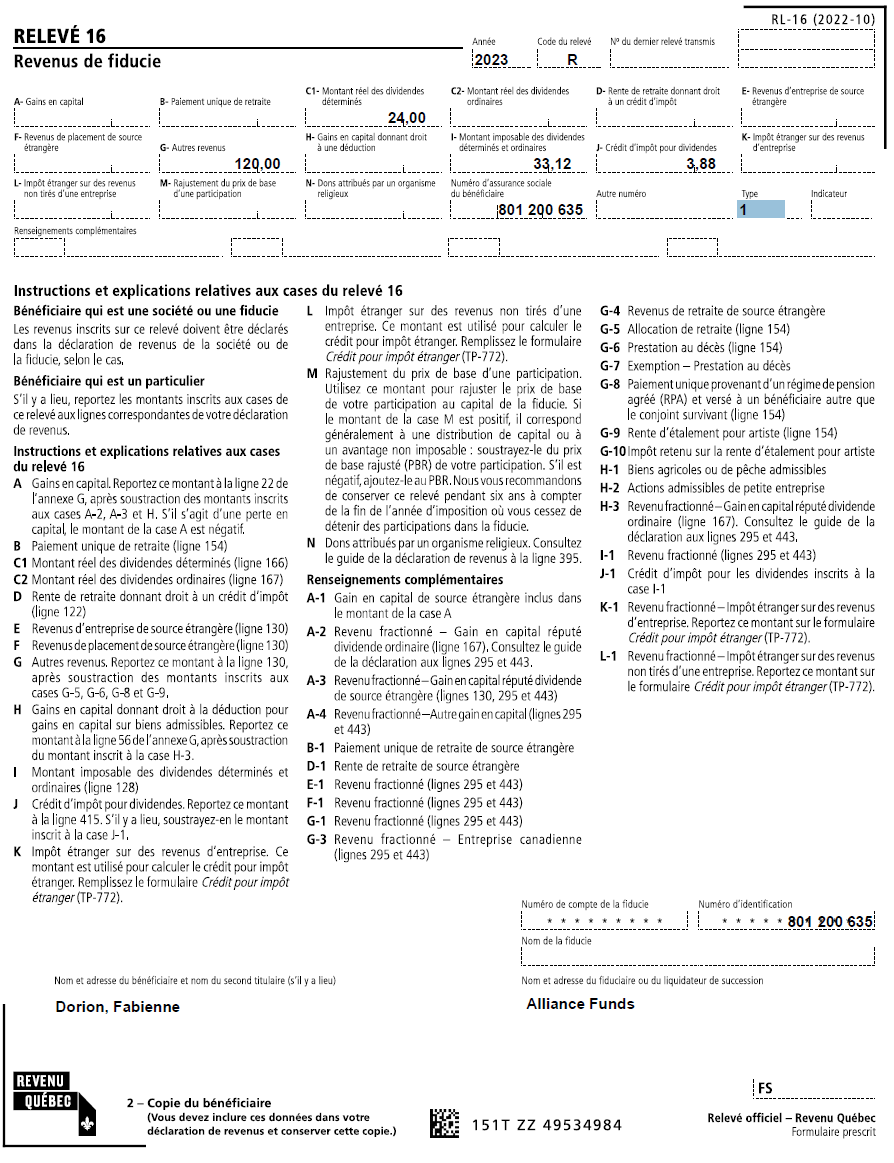 RL-16 (2022-10)
RELEVÉ 16
Revenus de fiducie
Année
2023
Code du relevé
R
Nº du dernier relevé transmis
A- Gains en capital
B- Paiement unique de retraite
C1- Montant réel des dividendes
déterminés
24,00
C2- Montant réel des dividendes
ordinaires
D- Rente de retraite donnant droit
à un crédit d'impôt
E- Revenus d'entreprise de source
étrangère
F- Revenus de placement de source
étrangère
G- Autres revenus
120,00
H- Gains en capital donnant droit
à une déduction
I- Montant imposable des dividendes
déterminés et ordinaires
33,12
J- Crédit d'impôt pour dividendes
3,88
K- Impôt étranger sur des revenus
d'entreprise
L- Impôt étranger sur des revenus
non tirés d'une entreprise
M- Rajustement du prix de base
d'une participation
N- Dons attribués par un organisme
religieux
Numéro d'assurance sociale
du bénéficiaire
801 200 635
Autre numéro
Type
1
Indicateur
Renseignements complémentaires
Instructions et explications relatives aux cases du relevé 16
Bénéficiaire qui est une société ou une fiducie
Les revenus inscrits sur ce relevé doivent être déclarés
dans la déclaration de revenus de la société ou de
la fiducie, selon le cas.
Bénéficiaire qui est un particulier
S'il y a lieu, reportez les montants inscrits aux cases de
ce relevé aux lignes correspondantes de votre déclaration
de revenus.
Instructions et explications relatives aux cases
du relevé 16
A Gains en capital. Reportez ce montant à la ligne 22 de
l'annexe G, après soustraction des montants inscrits
aux cases A-2, A-3 et H. S'il s'agit d'une perte en
capital, le montant de la case A est négatif.
B Paiement unique de retraite (ligne 154)
C1 Montant réel des dividendes déterminés (ligne 166)
C2 Montant réel des dividendes ordinaires (ligne 167)
D Rente de retraite donnant droit à un crédit d'impôt
(ligne 122)
E Revenus d'entreprise de source étrangère (ligne 130)
F Revenus de placement de source étrangère (ligne 130)
G Autres revenus. Reportez ce montant à la ligne 130,
après soustraction des montants inscrits aux
cases G-5, G-6, G-8 et G-9.
H Gains en capital donnant droit à la déduction pour
gains en capital sur biens admissibles. Reportez ce
montant à la ligne 56 de l'annexe G, après soustraction
du montant inscrit à la case H-3.
I Montant imposable des dividendes déterminés et
ordinaires (ligne 128)
J Crédit d'impôt pour dividendes. Reportez ce montant
à la ligne 415. S'il y a lieu, soustrayez-en le montant
inscrit à la case J-1.
K Impôt étranger sur des revenus d'entreprise. Ce
montant est utilisé pour calculer le crédit pour impôt
étranger. Remplissez le formulaire Crédit pour impôt
étranger (TP-772).
L Impôt étranger sur des revenus non tirés d'une
entreprise. Ce montant est utilisé pour calculer le
crédit pour impôt étranger. Remplissez le formulaire
Crédit pour impôt étranger (TP-772).
M Rajustement du prix de base d'une participation.
Utilisez ce montant pour rajuster le prix de base
de votre participation au capital de la fiducie. Si
le montant de la case M est positif, il correspond
généralement à une distribution de capital ou à
un avantage non imposable : soustrayez-le du prix
de base rajusté (PBR) de votre participation. S'il est
négatif, ajoutez-le au PBR. Nous vous recommandons
de conserver ce relevé pendant six ans à compter
de la fin de l'année d'imposition où vous cessez de
détenir des participations dans la fiducie.
N Dons attribués par un organisme religieux. Consultez
le guide de la déclaration de revenus à la ligne 395.
Renseignements complémentaires
A-1 Gain en capital de source étrangère inclus dans
le montant de la case A
A-2 Revenu fractionné – Gain en capital réputé
dividende ordinaire (ligne 167). Consultez le guide
de la déclaration aux lignes 295 et 443.
A-3 Revenu fractionné – Gain en capital réputé dividende
de source étrangère (lignes 130, 295 et 443)
A-4 Revenu fractionné – Autre gain en capital (lignes 295
et 443)
B-1 Paiement unique de retraite de source étrangère
D-1 Rente de retraite de source étrangère
E-1 Revenu fractionné (lignes 295 et 443)
F-1 Revenu fractionné (lignes 295 et 443)
G-1 Revenu fractionné (lignes 295 et 443)
G-3 Revenu fractionné – Entreprise canadienne
(lignes 295 et 443)
G-4 Revenus de retraite de source étrangère
G-5 Allocation de retraite (ligne 154)
G-6 Prestation au décès (ligne 154)
G-7 Exemption – Prestation au décès
G-8 Paiement unique provenant d'un régime de pension
agréé (RPA) et versé à un bénéficiaire autre que
le conjoint survivant (ligne 154)
G-9 Rente d'étalement pour artiste (ligne 154)
G-10 Impôt retenu sur la rente d'étalement pour artiste
H-1 Biens agricoles ou de pêche admissibles
H-2 Actions admissibles de petite entreprise
H-3 Revenu fractionné – Gain en capital réputé dividende
ordinaire (ligne 167). Consultez le guide de la
déclaration aux lignes 295 et 443.
I-1 Revenu fractionné (lignes 295 et 443)
J-1 Crédit d'impôt pour les dividendes inscrits à la
case I-1
K-1 Revenu fractionné – Impôt étranger sur des revenus
d'entreprise. Reportez ce montant sur le formulaire
Crédit pour impôt étranger (TP-772).
L-1 Revenu fractionné – Impôt étranger sur des revenus
non tirés d'une entreprise. Reportez ce montant sur
le formulaire Crédit pour impôt étranger (TP-772).
Numéro de compte de la fiducie
* * * * * * * * *
Numéro d'identification
* * * * * 801 200 635
Nom de la fiducie
Nom et adresse du bénéficiaire et nom du second titulaire (s'il y a lieu)
Dorion, Fabienne
Nom et adresse du fiduciaire ou du liquidateur de succession
Alliance Funds
REVENU
QUÉBEC
2 – Copie du bénéficiaire
(Vous devez inclure ces données dans votre
déclaration de revenus et conserver cette copie.)
151T ZZ 49534984
FS
Relevé officiel – Revenu Québec
Formulaire prescrit